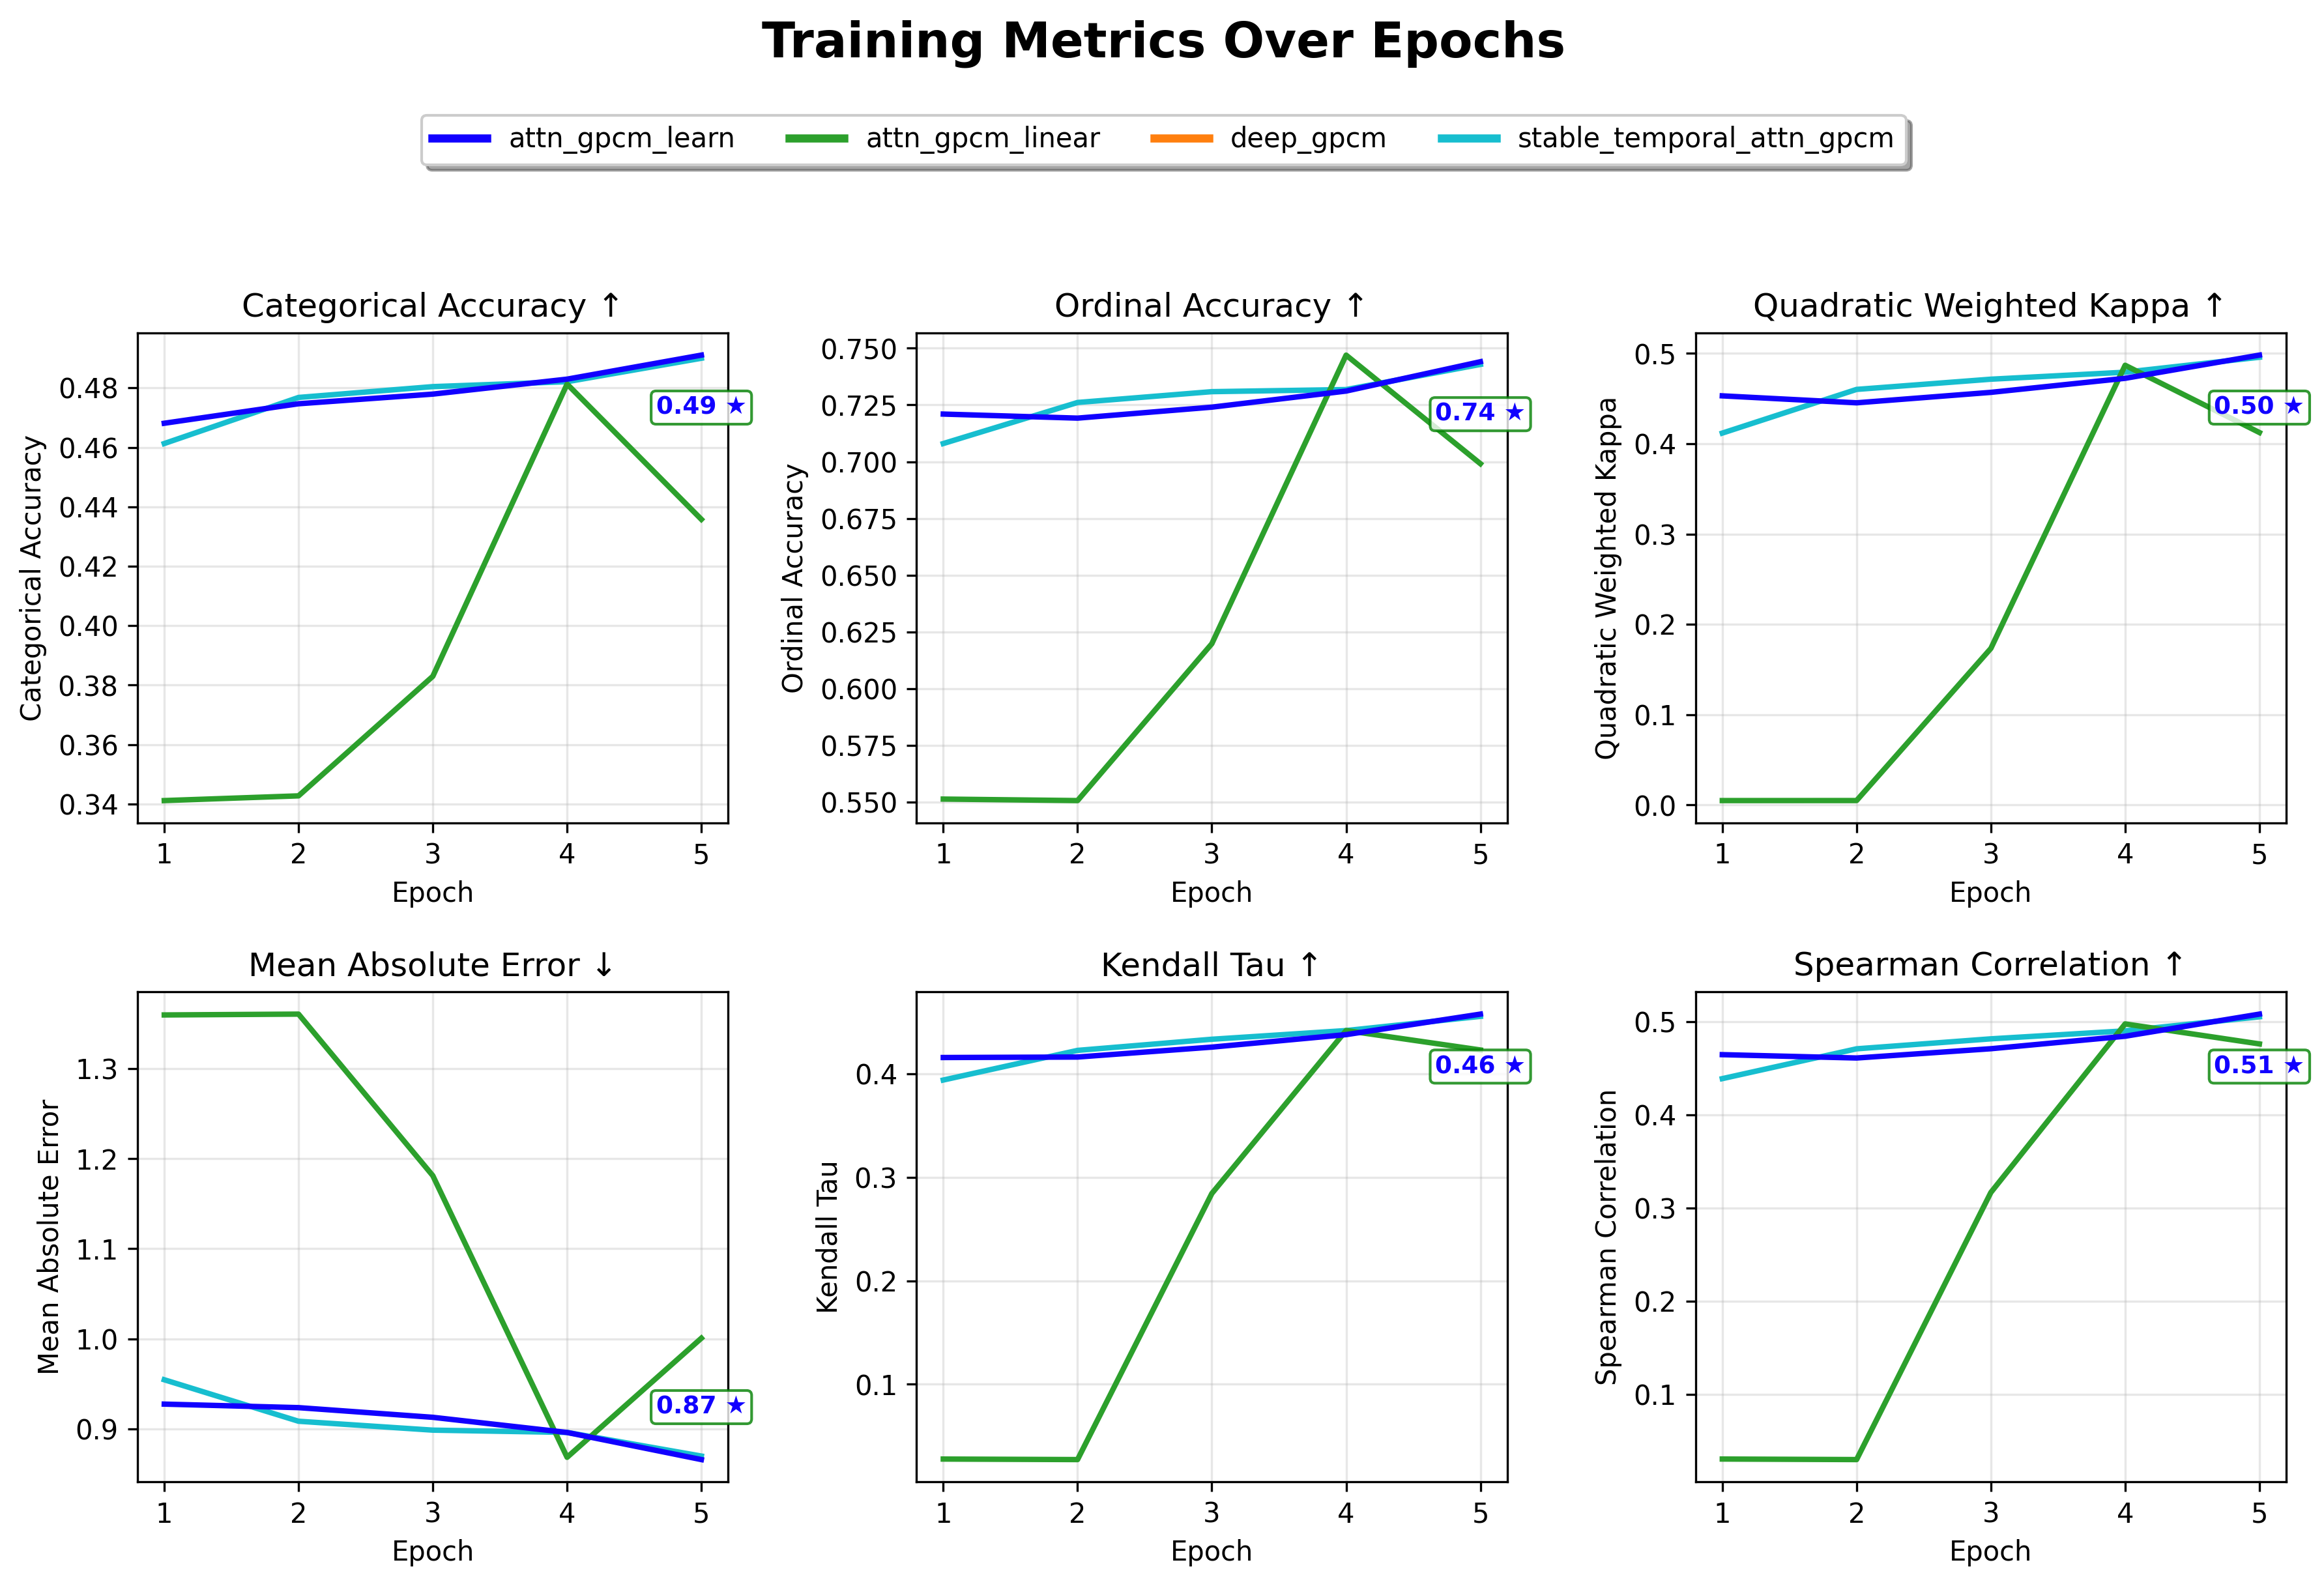 Training Metrics Over Epochs
attn_gpcm_learn attn_gpcm_linear deep_gpcm stable_temporal_attn_gpcm
Categorical Accuracy ↑
Categorical Accuracy
0.48
0.46
0.44
0.42
0.40
0.38
0.36
0.34
0.49 ★
1 2 3 4 5
Epoch
Ordinal Accuracy ↑
Ordinal Accuracy
0.750
0.725
0.700
0.675
0.650
0.625
0.600
0.575
0.550
0.74 ★
1 2 3 4 5
Epoch
Quadratic Weighted Kappa ↑
Quadratic Weighted Kappa
0.5
0.4
0.3
0.2
0.1
0.0
0.50 ★
1 2 3 4 5
Epoch
Mean Absolute Error ↓
Mean Absolute Error
1.3
1.2
1.1
1.0
0.9
0.87 ★
1 2 3 4 5
Epoch
Kendall Tau ↑
Kendall Tau
0.4
0.3
0.2
0.1
0.46 ★
1 2 3 4 5
Epoch
Spearman Correlation ↑
Spearman Correlation
0.5
0.4
0.3
0.2
0.1
0.51 ★
1 2 3 4 5
Epoch